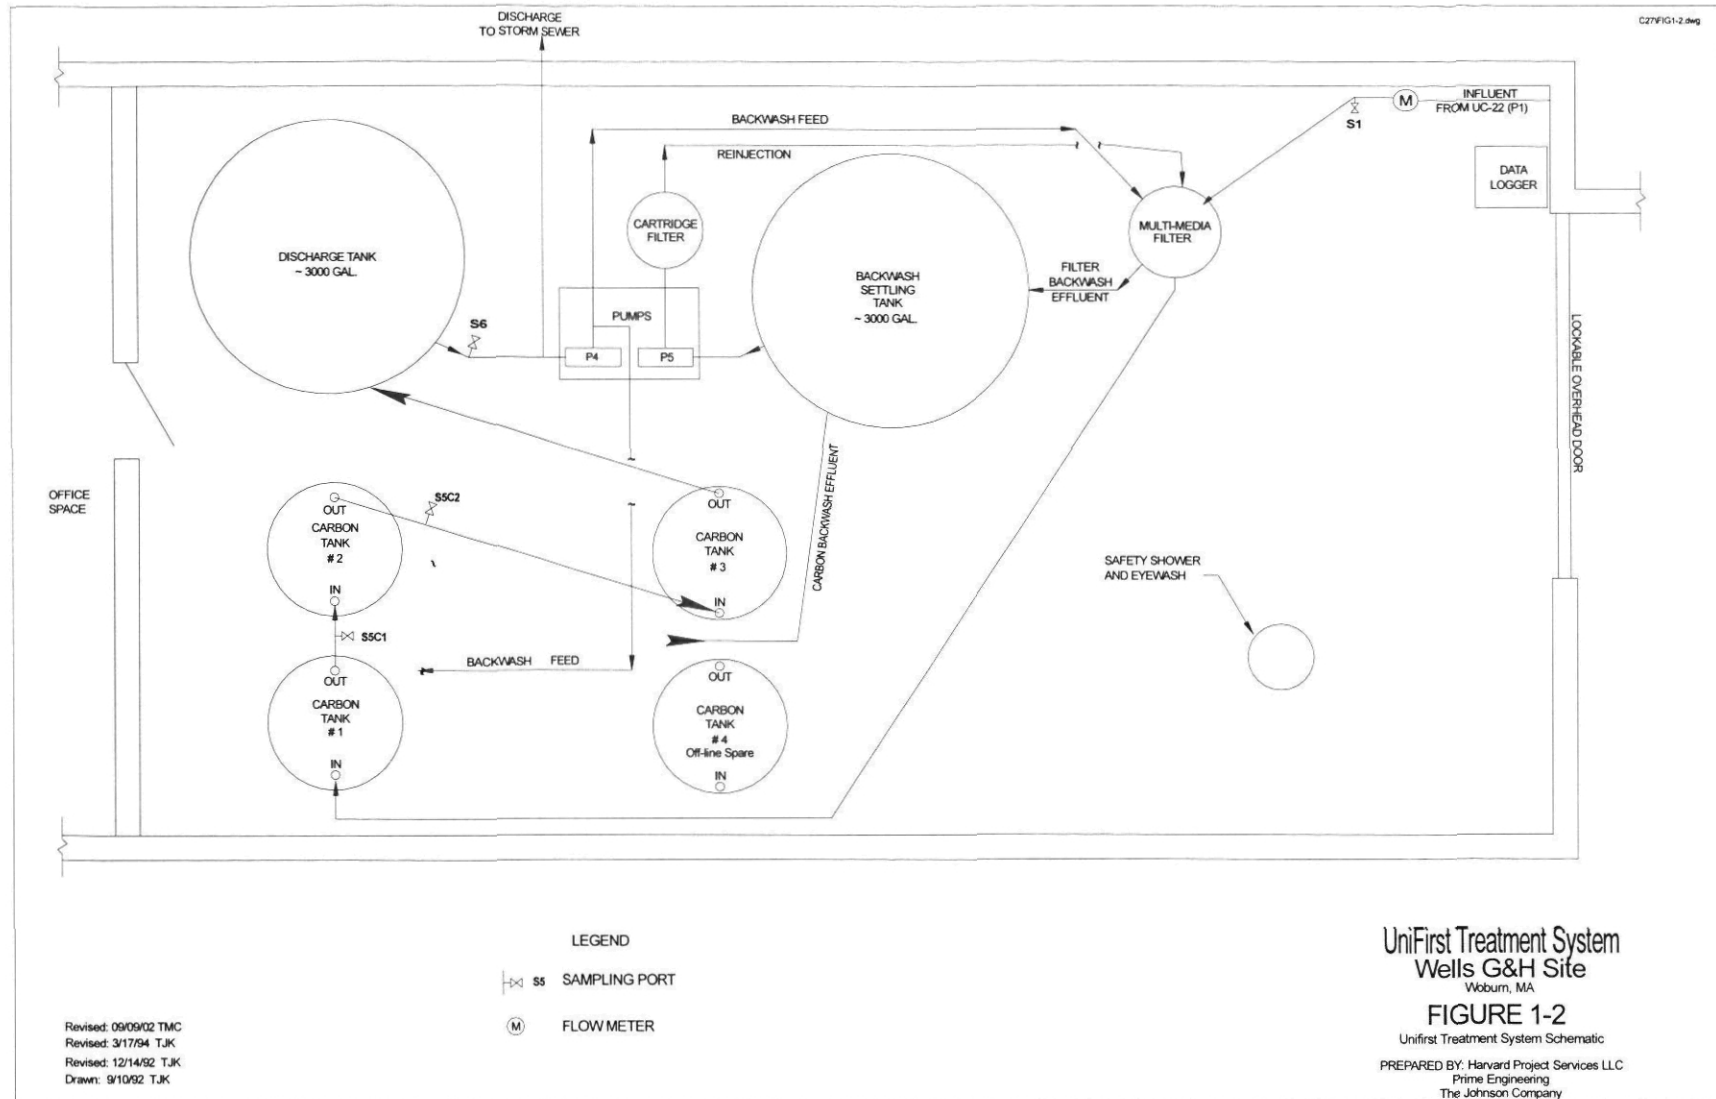 C27\FIG1-2.dwg
DISCHARGE
TO STORM SEWER
INFLUENT
FROM UC-22 (P1)
M
S1
BACKWASH FEED
REINJECTION
DATA
LOGGER
CARTRIDGE
FILTER
MULTI-MEDIA
FILTER
DISCHARGE TANK
~ 3000 GAL.
BACKWASH
SETTLING
TANK
~ 3000 GAL.
FILTER
BACKWASH
EFFLUENT
PUMPS
S6
P4
P5
LOCKABLE OVERHEAD DOOR
OFFICE
SPACE
OUT
CARBON
TANK
# 2
IN
S5C2
OUT
CARBON
TANK
# 3
IN
CARBON BACKWASH EFFLUENT
SAFETY SHOWER
AND EYEWASH
S5C1
BACKWASH FEED
OUT
CARBON
TANK
# 1
IN
OUT
CARBON
TANK
# 4
Off-line Spare
IN
LEGEND
S5 SAMPLING PORT
M FLOW METER
UniFirst Treatment System
Wells G&H Site
Woburn, MA
FIGURE 1-2
Unifirst Treatment System Schematic
PREPARED BY: Harvard Project Services LLC
Prime Engineering
The Johnson Company
Revised: 09/09/02 TMC
Revised: 3/17/94 TJK
Revised: 12/14/92 TJK
Drawn: 9/10/92 TJK